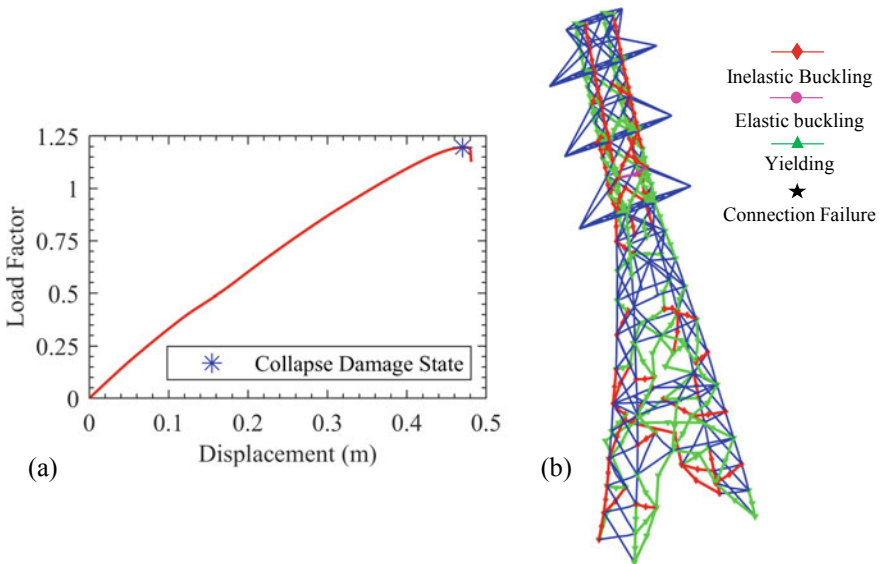 1.25
1
0.75
0.5
0.25
0
0 0.1 0.2 0.3 0.4 0.5
Load Factor
Displacement (m)
Collapse Damage State
(a)
Inelastic Buckling
Elastic buckling
Yielding
Connection Failure
(b)